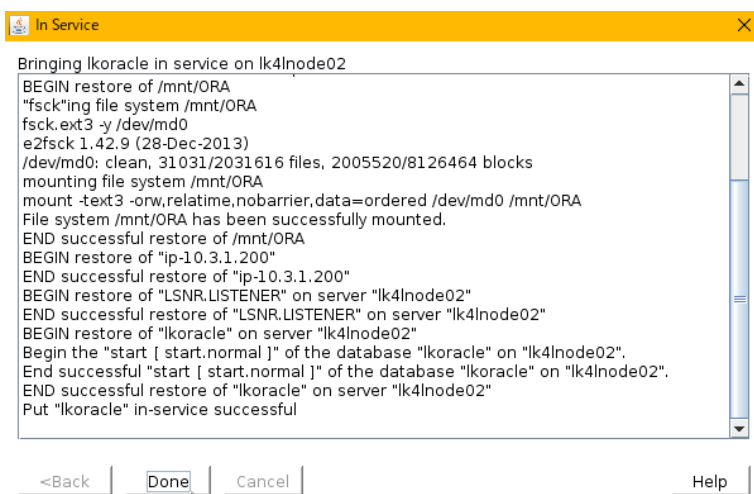 In Service
Bringing lkoracle in service on lk4lnode02
BEGIN restore of /mnt/ORA
"fsck"ing file system /mnt/ORA
fsck.ext3 -y /dev/md0
e2fsck 1.42.9 (28-Dec-2013)
/dev/md0: clean, 31031/2031616 files, 2005520/8126464 blocks
mounting file system /mnt/ORA
mount -text3 -orw,relatime,nobarrier,data=ordered /dev/md0 /mnt/ORA
File system /mnt/ORA has been successfully mounted.
END successful restore of /mnt/ORA
BEGIN restore of "ip-10.3.1.200"
END successful restore of "ip-10.3.1.200"
BEGIN restore of "LSNR.LISTENER" on server "lk4lnode02"
END successful restore of "LSNR.LISTENER" on server "lk4lnode02"
BEGIN restore of "lkoracle" on server "lk4lnode02"
Begin the "start [ start.normal ]" of the database "lkoracle" on "lk4lnode02".
End successful "start [ start.normal ]" of the database "lkoracle" on "lk4lnode02".
END successful restore of "lkoracle" on server "lk4lnode02"
Put "lkoracle" in-service successful
<Back
Done
Cancel
Help